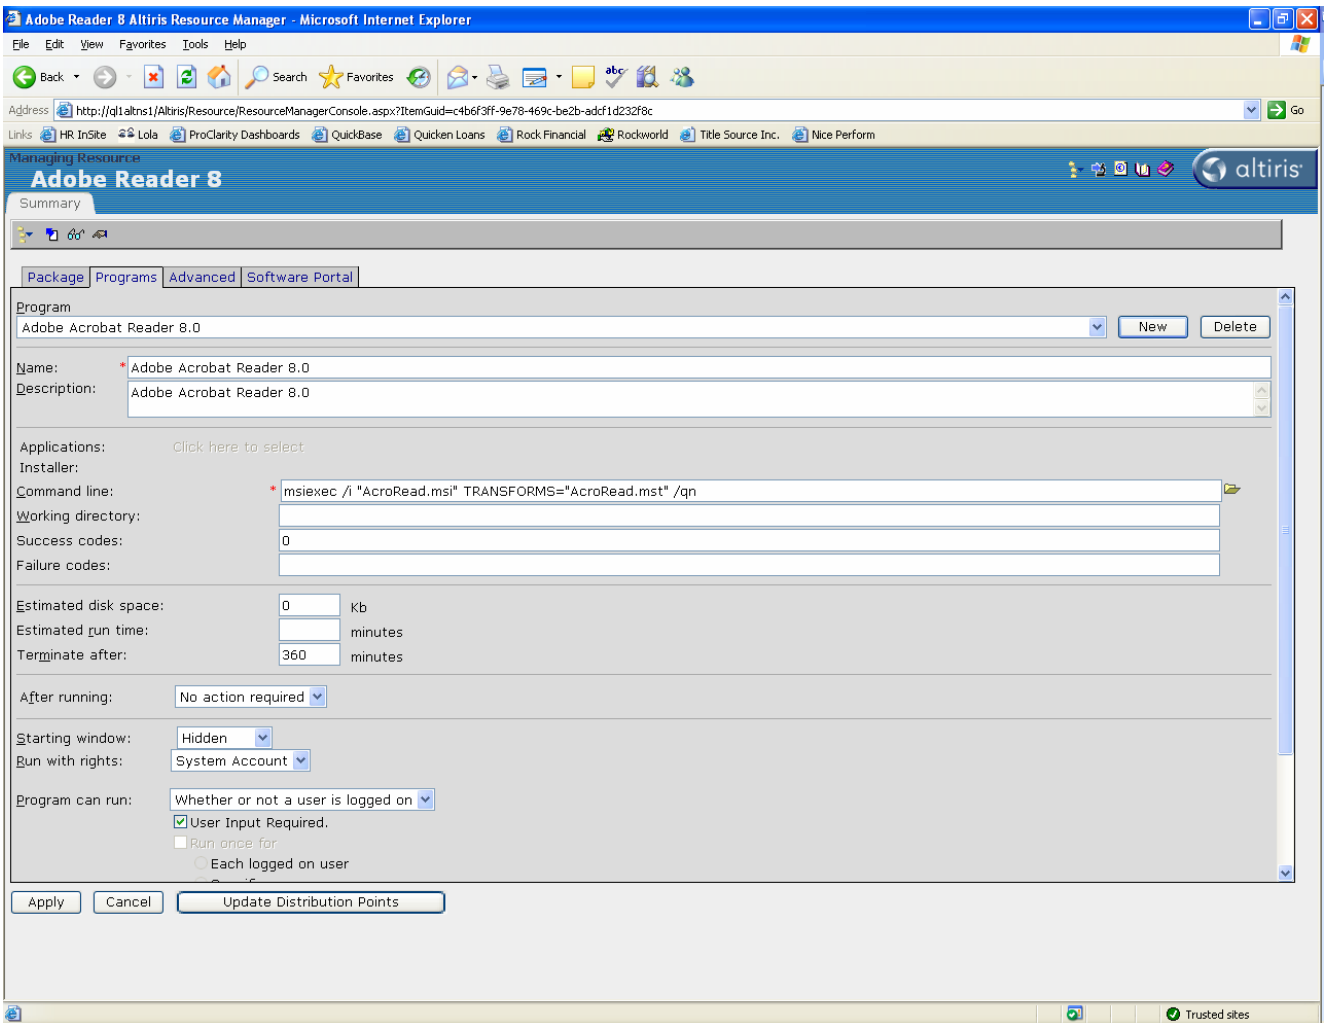 Adobe Reader 8 Altiris Resource Manager - Microsoft Internet Explorer
File Edit View Favorites Tools Help
Back Search Favorites
Address http://ql1altns1/Altiris/Resource/ResourceManagerConsole.aspx?ItemGuid=c4b6f3ff-9e78-469c-be2b-adcf1d232f8c Go
Links HR InSite Lola ProClarity Dashboards QuickBase Quicken Loans Rock Financial Rockworld Title Source Inc. Nice Perform
Managing Resource
Adobe Reader 8
altiris
Summary
Package Programs Advanced Software Portal
Program
Adobe Acrobat Reader 8.0 New Delete
Name: * Adobe Acrobat Reader 8.0
Description: Adobe Acrobat Reader 8.0
Applications: Click here to select
Installer:
Command line: * msiexec /i "AcroRead.msi" TRANSFORMS="AcroRead.mst" /qn
Working directory:
Success codes: 0
Failure codes:
Estimated disk space: 0 Kb
Estimated run time: minutes
Terminate after: 360 minutes
After running: No action required
Starting window: Hidden
Run with rights: System Account
Program can run: Whether or not a user is logged on
User Input Required.
Run once for
Each logged on user
Apply Cancel Update Distribution Points
Trusted sites